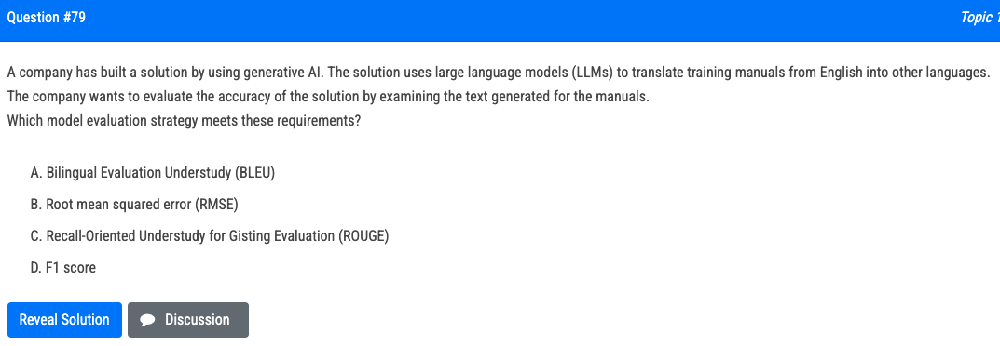 Question #79
Topic 1
A company has built a solution by using generative AI. The solution uses large language models (LLMs) to translate training manuals from English into other languages.
The company wants to evaluate the accuracy of the solution by examining the text generated for the manuals.
Which model evaluation strategy meets these requirements?
A. Bilingual Evaluation Understudy (BLEU)
B. Root mean squared error (RMSE)
C. Recall-Oriented Understudy for Gisting Evaluation (ROUGE)
D. F1 score
Reveal Solution
Discussion